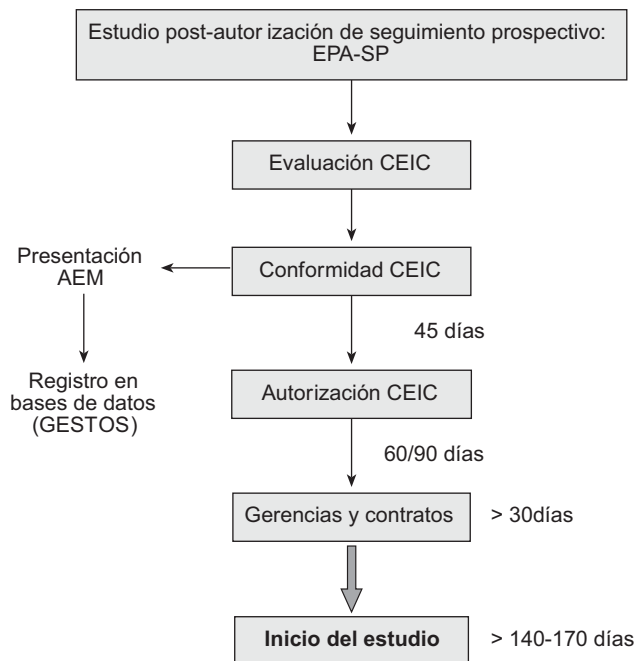 Estudio post-autor ización de seguimiento prospectivo:
EPA-SP
Evaluación CEIC
Presentación
AEM
Conformidad CEIC
45 días
Registro en
bases de datos
(GESTOS)
Autorización CEIC
60/90 días
Gerencias y contratos
> 30días
Inicio del estudio
> 140-170 días